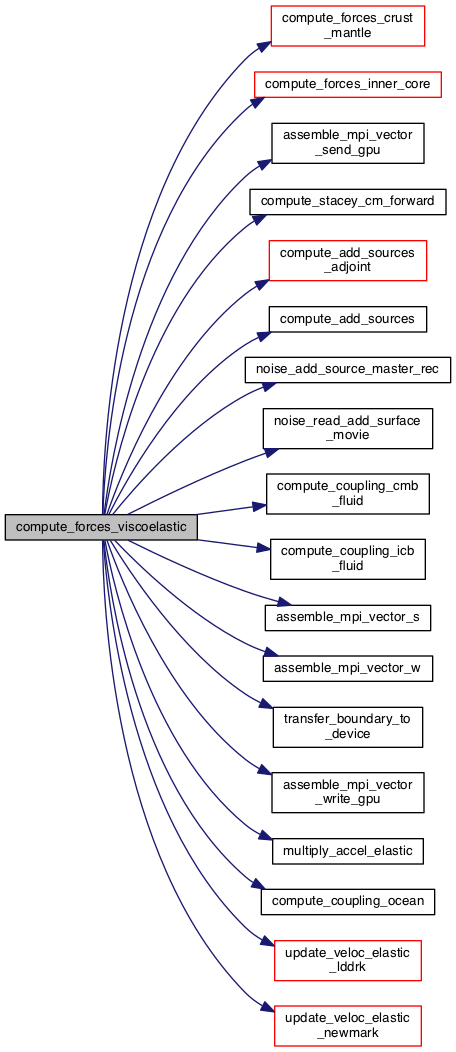 compute_forces_crust
_mantle
compute_forces_inner_core
assemble_mpi_vector
_send_gpu
compute_stacey_cm_forward
compute_add_sources
_adjoint
compute_add_sources
noise_add_source_master_rec
noise_read_add_surface
_movie
compute_coupling_cmb
_fluid
compute_forces_viscoelastic
compute_coupling_icb
_fluid
assemble_mpi_vector_s
assemble_mpi_vector_w
transfer_boundary_to
_device
assemble_mpi_vector
_write_gpu
multiply_accel_elastic
compute_coupling_ocean
update_veloc_elastic
_lddrk
update_veloc_elastic
_newmark